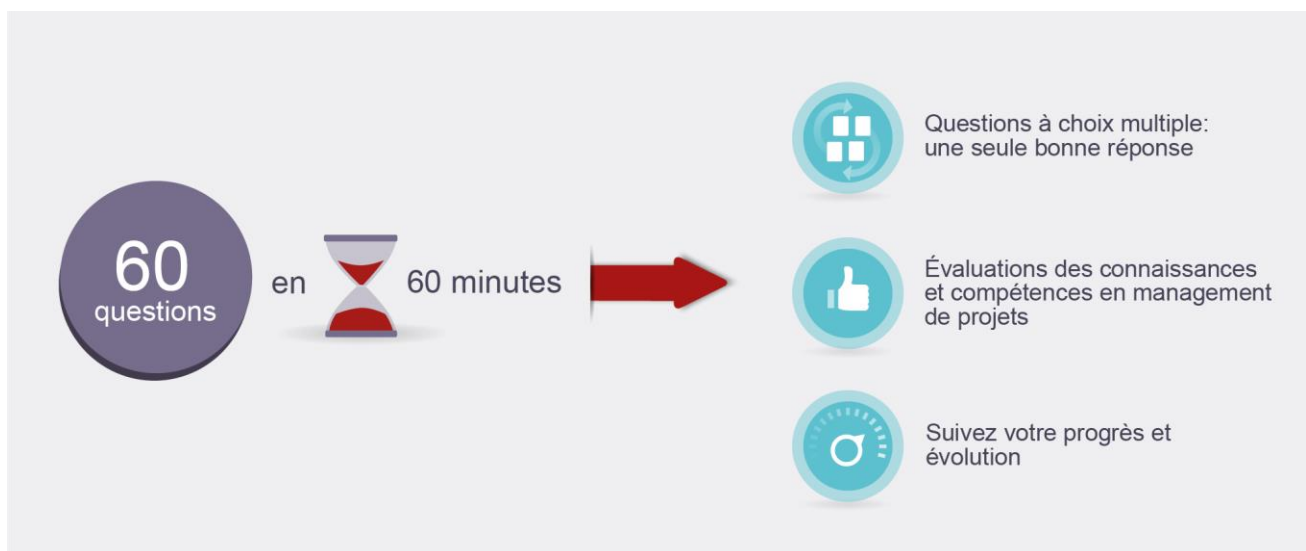 60
questions
en
60 minutes
Questions à choix multiple:
une seule bonne réponse
Évaluations des connaissances
et compétences en management
de projets
Suivez votre progrès et
évolution